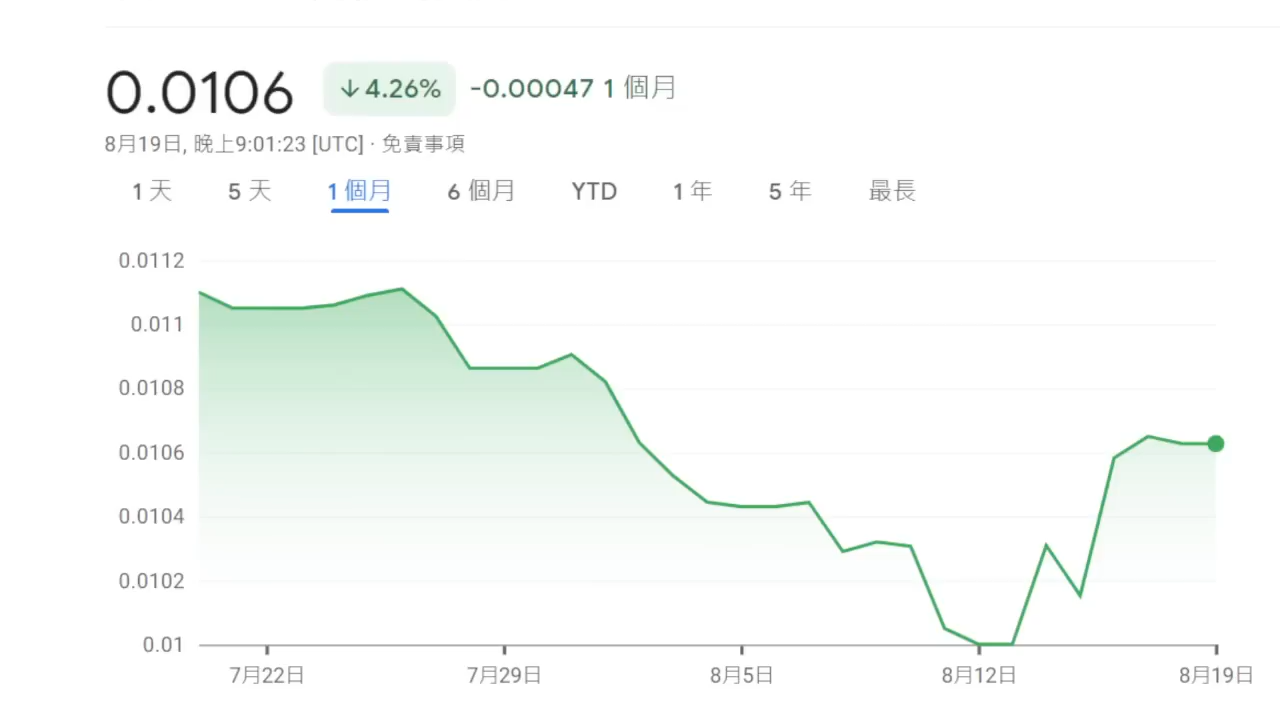 0.0106 ↓4.26% -0.00047 1 個月
8月19日, 晚上9:01:23 [UTC] · 免責事項
1 天 5 天 1 個月 6 個月 YTD 1 年 5 年 最長
0.0112
0.011
0.0108
0.0106
0.0104
0.0102
0.01
7月22日 7月29日 8月5日 8月12日 8月19日